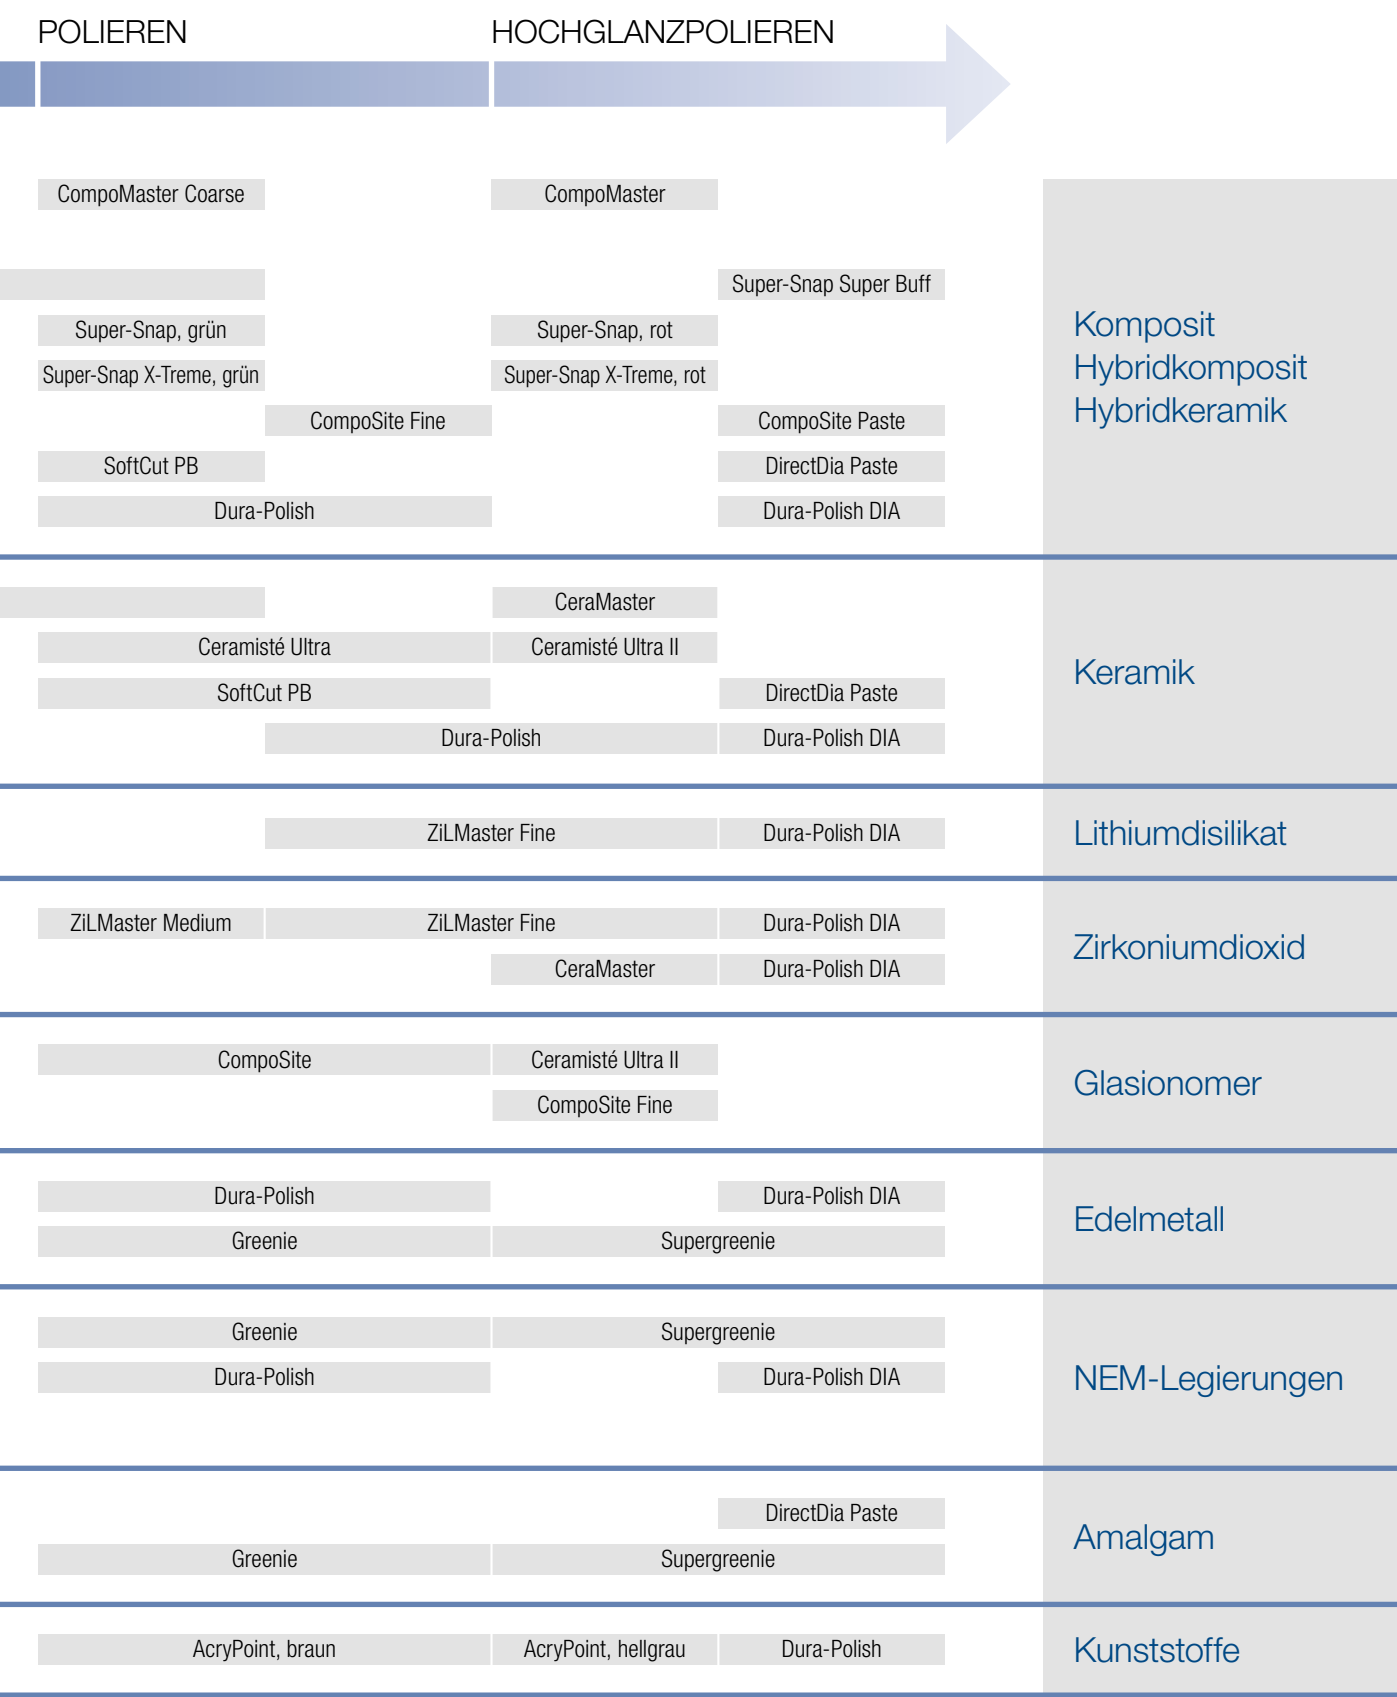 POLIEREN HOCHGLANZPOLIEREN
CompoMaster Coarse CompoMaster
Super-Snap Super Buff
Super-Snap, grün Super-Snap, rot
Super-Snap X-Treme, grün Super-Snap X-Treme, rot
CompoSite Fine CompoSite Paste
SoftCut PB DirectDia Paste
Dura-Polish Dura-Polish DIA
Komposit
Hybridkomposit
Hybridkeramik
CeraMaster
Ceramisté Ultra Ceramisté Ultra II
SoftCut PB DirectDia Paste
Dura-Polish Dura-Polish DIA
Keramik
ZiLMaster Fine Dura-Polish DIA
Lithiumdisilikat
ZiLMaster Medium ZiLMaster Fine Dura-Polish DIA
CeraMaster Dura-Polish DIA
Zirkoniumdioxid
CompoSite Ceramisté Ultra II
CompoSite Fine
Glasionomer
Dura-Polish Dura-Polish DIA
Greenie Supergreenie
Edelmetall
Greenie Supergreenie
Dura-Polish Dura-Polish DIA
NEM-Legierungen
DirectDia Paste
Greenie Supergreenie
Amalgam
AcryPoint, braun AcryPoint, hellgrau Dura-Polish
Kunststoffe